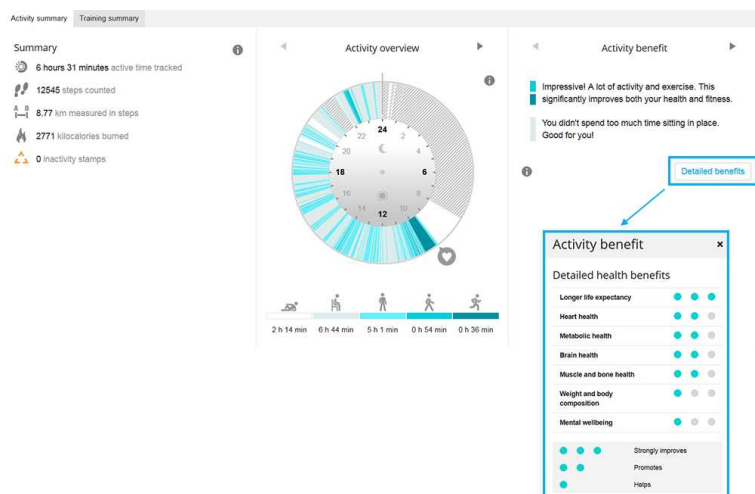 Activity summary
Training summary
Summary
6 hours 31 minutes active time tracked
12545 steps counted
A B
8.77 km measured in steps
2771 kilocalories burned
0 inactivity stamps
Activity overview
24
22
2
20
4
18
6
16
8
14
10
12
2 h 14 min
6 h 44 min
5 h 1 min
0 h 54 min
0 h 36 min
Activity benefit
Impressive! A lot of activity and exercise. This
significantly improves both your health and fitness.
You didn't spend too much time sitting in place.
Good for you!
Detailed benefits
Activity benefit
×
Detailed health benefits
Longer life expectancy
Heart health
Metabolic health
Brain health
Muscle and bone health
Weight and body
composition
Mental wellbeing
Strongly improves
Promotes
Helps